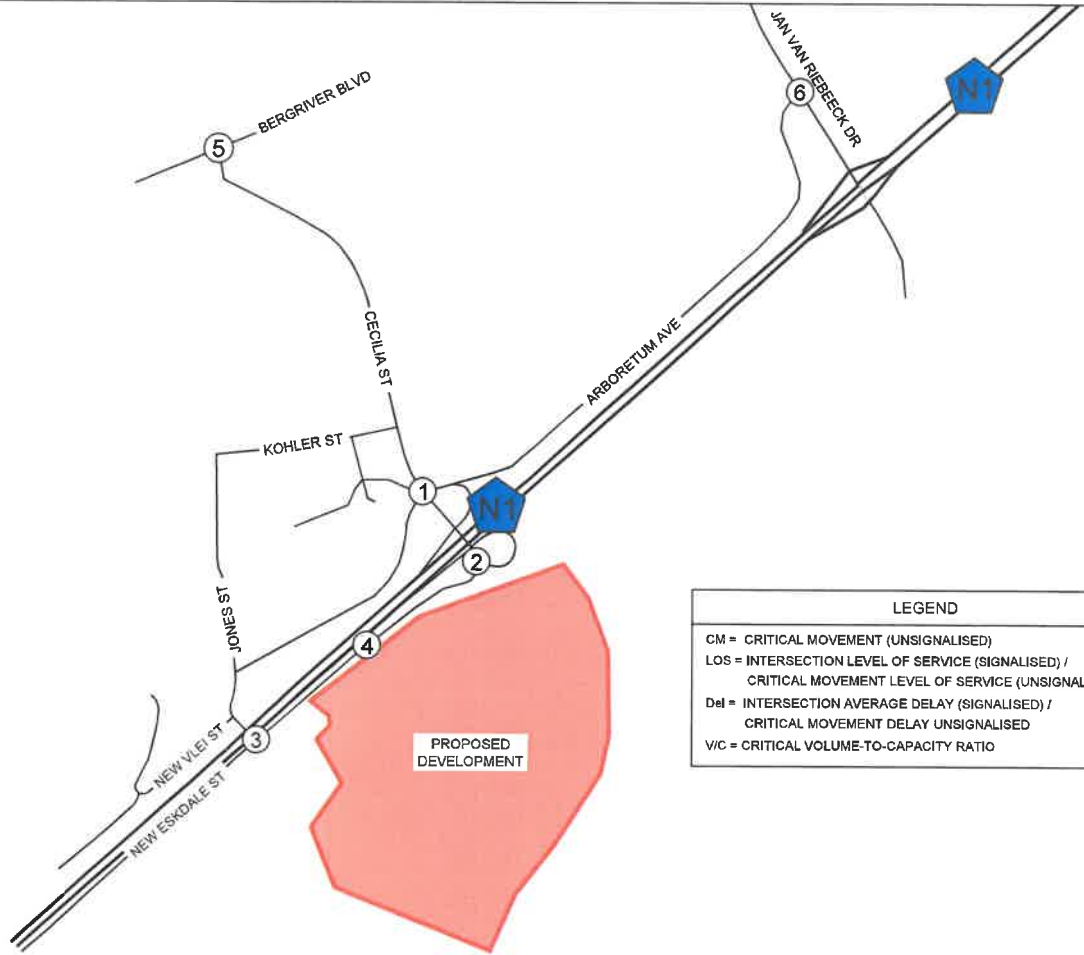 JAN VAN RIEBEECK DR
N1
6
BERGRIVER BLVD
5
CECILIA ST
ARBORETUM AVE
KOHLER ST
1
N1
2
JONES ST
4
3
NEW VLEI ST
NEW ESKDALE ST
PROPOSED
DEVELOPMENT
LEGEND
CM = CRITICAL MOVEMENT (UNSIGNALISED)
LOS = INTERSECTION LEVEL OF SERVICE (SIGNALISED) /
CRITICAL MOVEMENT LEVEL OF SERVICE (UNSIGNAL
Del = INTERSECTION AVERAGE DELAY (SIGNALISED) /
CRITICAL MOVEMENT DELAY UNSIGNALISED
V/C = CRITICAL VOLUME-TO-CAPACITY RATIO